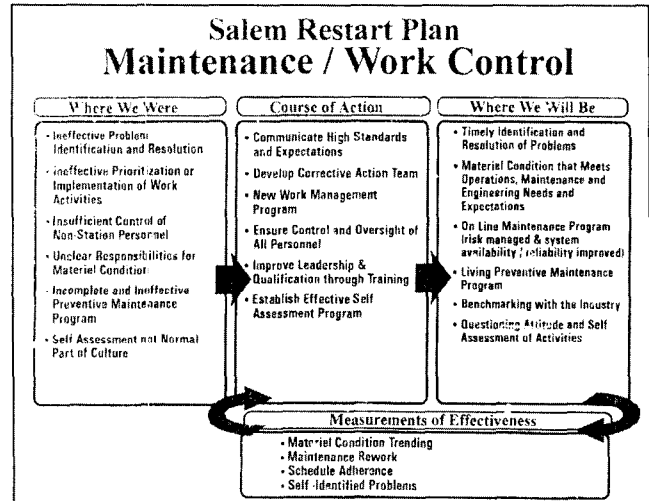 Salem Restart Plan
Maintenance / Work Control
Where We Were
• Ineffective Problem
Identification and Resolution
• Ineffective Prioritization or
Implementation of Work
Activities
• Insufficient Control of
Non-Station Personnel
• Unclear Responsibilities for
Materiel Condition
• Incomplete and Ineffective
Preventive Maintenance
Program
• Self Assessment not Normal
Part of Culture
Course of Action
• Communicate High Standards
and Expectations
• Develop Corrective Action Team
• New Work Management
Program
• Ensure Control and Oversight of
All Personnel
• Improve Leadership &
Qualification through Training
• Establish Effective Self
Assessment Program
Where We Will Be
• Timely Identification and
Resolution of Problems
• Materiel Condition that Meets
Operations, Maintenance and
Engineering Needs and
Expectations
• On Line Maintenance Program
(risk managed & system
availability / reliability improved)
• Living Preventive Maintenance
Program
• Benchmarking with the Industry
• Questioning Attitude and Self
Assessment of Activities
Measurements of Effectiveness
• Materiel Condition Trending
• Maintenance Rework
• Schedule Adherence
• Self-Identified Problems